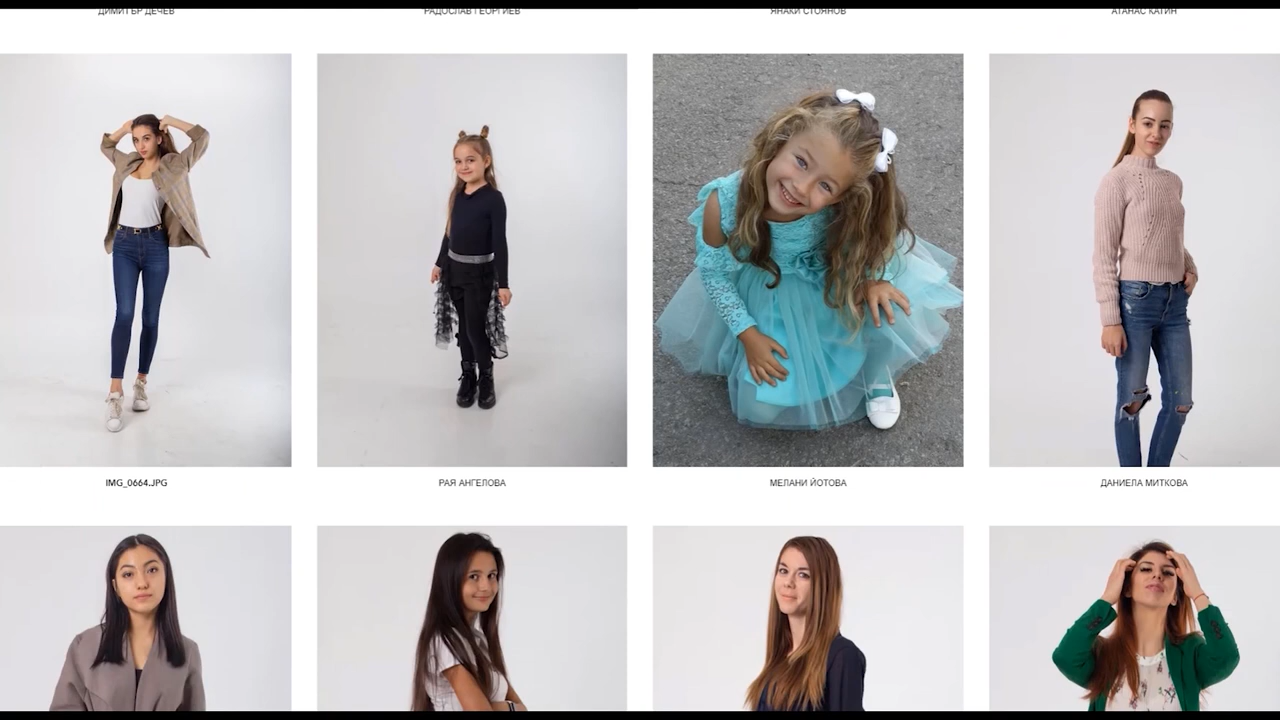 ДИМИТЪР ДЕЧЕВ
РАДОСЛАВ ГЕОРГИЕВ
ЯНАКИ СТОЯНОВ
АТАНАС КАТИН
IMG_0664.JPG
РАЯ АНГЕЛОВА
МЕЛАНИ ЙОТОВА
ДАНИЕЛА МИТКОВА